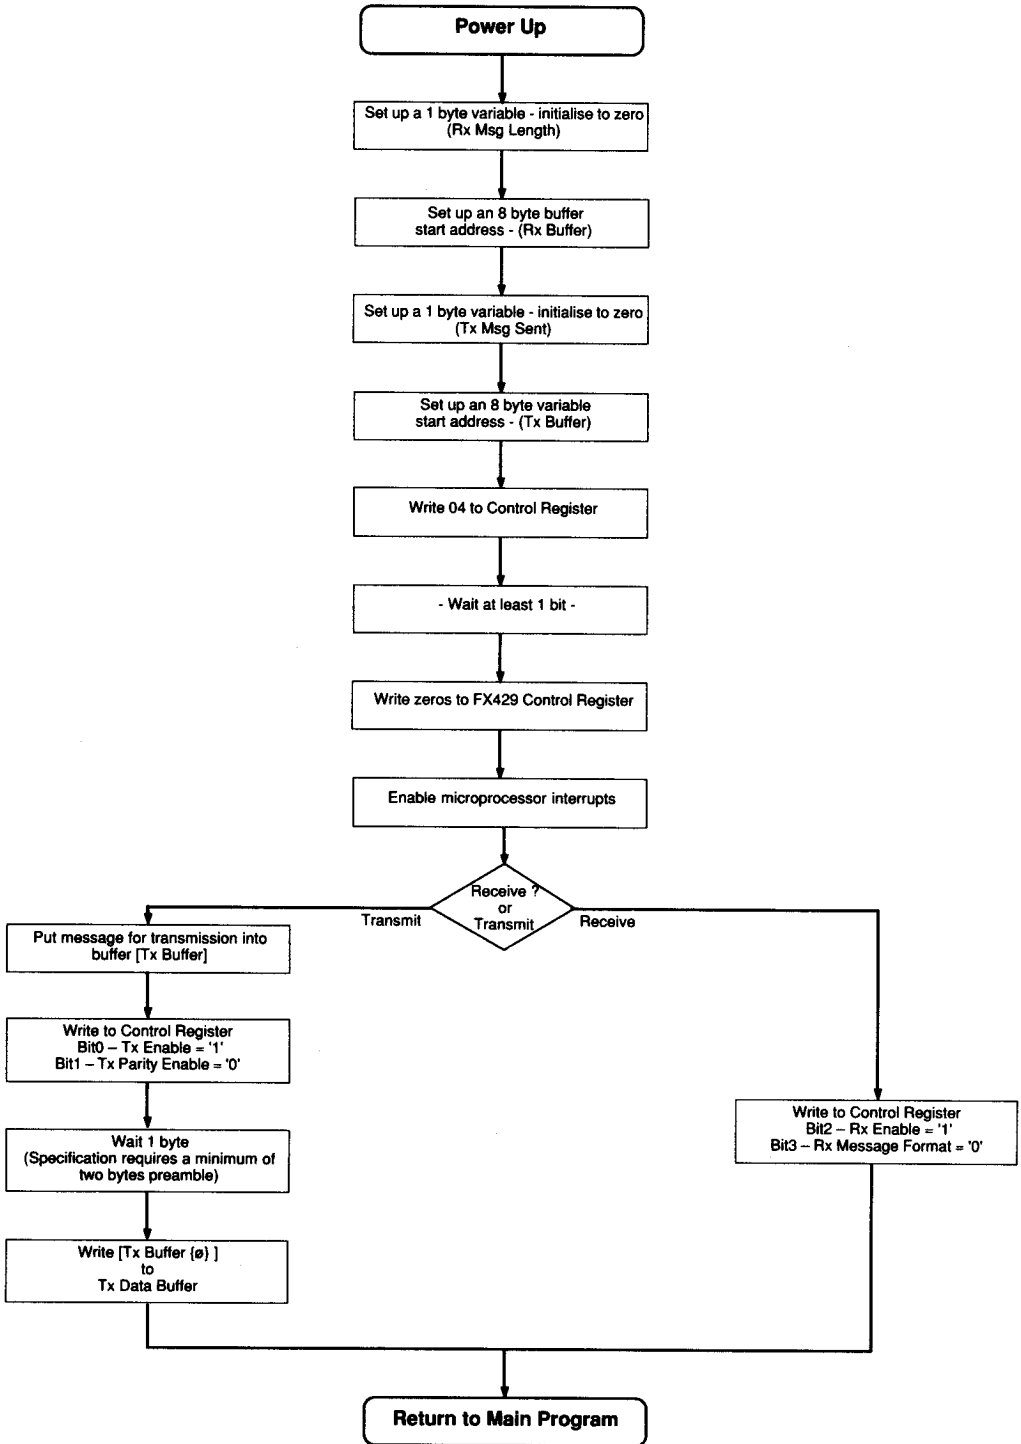 Power Up
Set up a 1 byte variable - initialise to zero
(Rx Msg Length)
Set up an 8 byte buffer
start address - (Rx Buffer)
Set up a 1 byte variable - initialise to zero
(Tx Msg Sent)
Set up an 8 byte variable
start address - (Tx Buffer)
Write 04 to Control Register
- Wait at least 1 bit -
Write zeros to FX429 Control Register
Enable microprocessor interrupts
Receive ?
or
Transmit
Transmit
Receive
Put message for transmission into
buffer [Tx Buffer]
Write to Control Register
Bit0 – Tx Enable = '1'
Bit1 – Tx Parity Enable = '0'
Wait 1 byte
(Specification requires a minimum of
two bytes preamble)
Write [Tx Buffer {ø} ]
to
Tx Data Buffer
Write to Control Register
Bit2 – Rx Enable = '1'
Bit3 – Rx Message Format = '0'
Return to Main Program